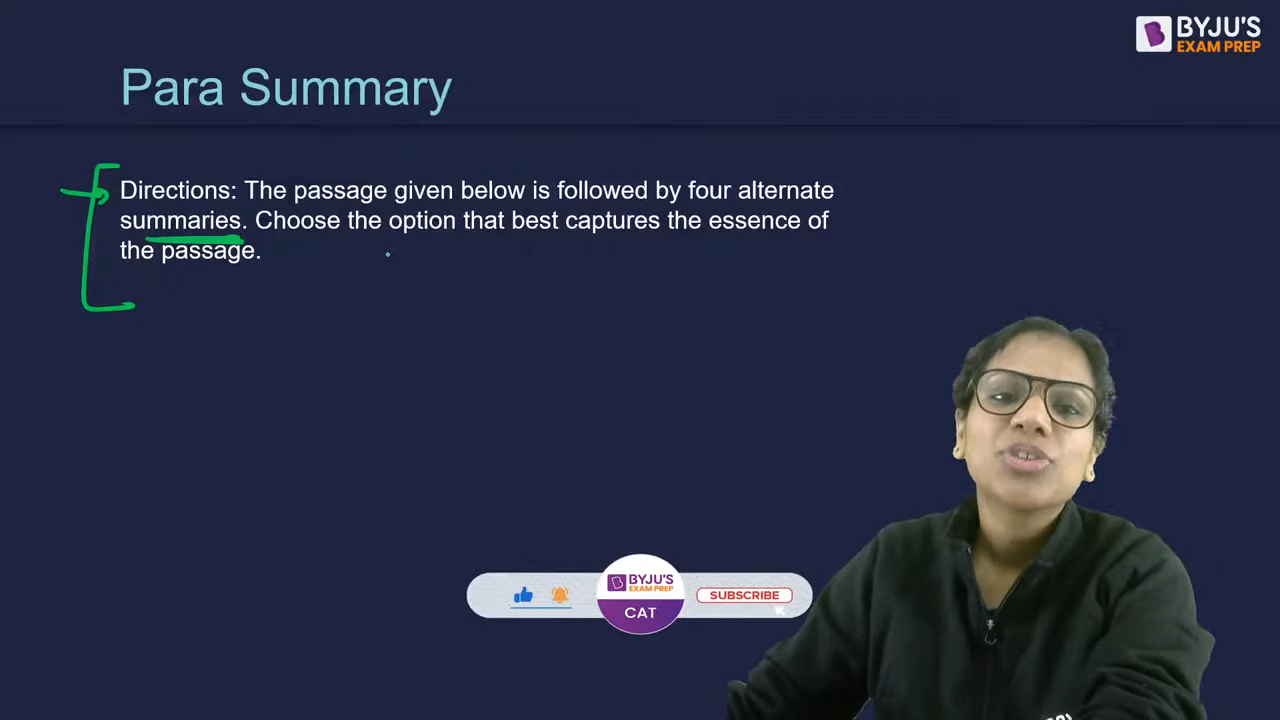 BYJU'S
EXAM PREP
Para Summary
Directions: The passage given below is followed by four alternate
summaries. Choose the option that best captures the essence of
the passage.
BYJU'S
EXAM PREP
CAT
SUBSCRIBE